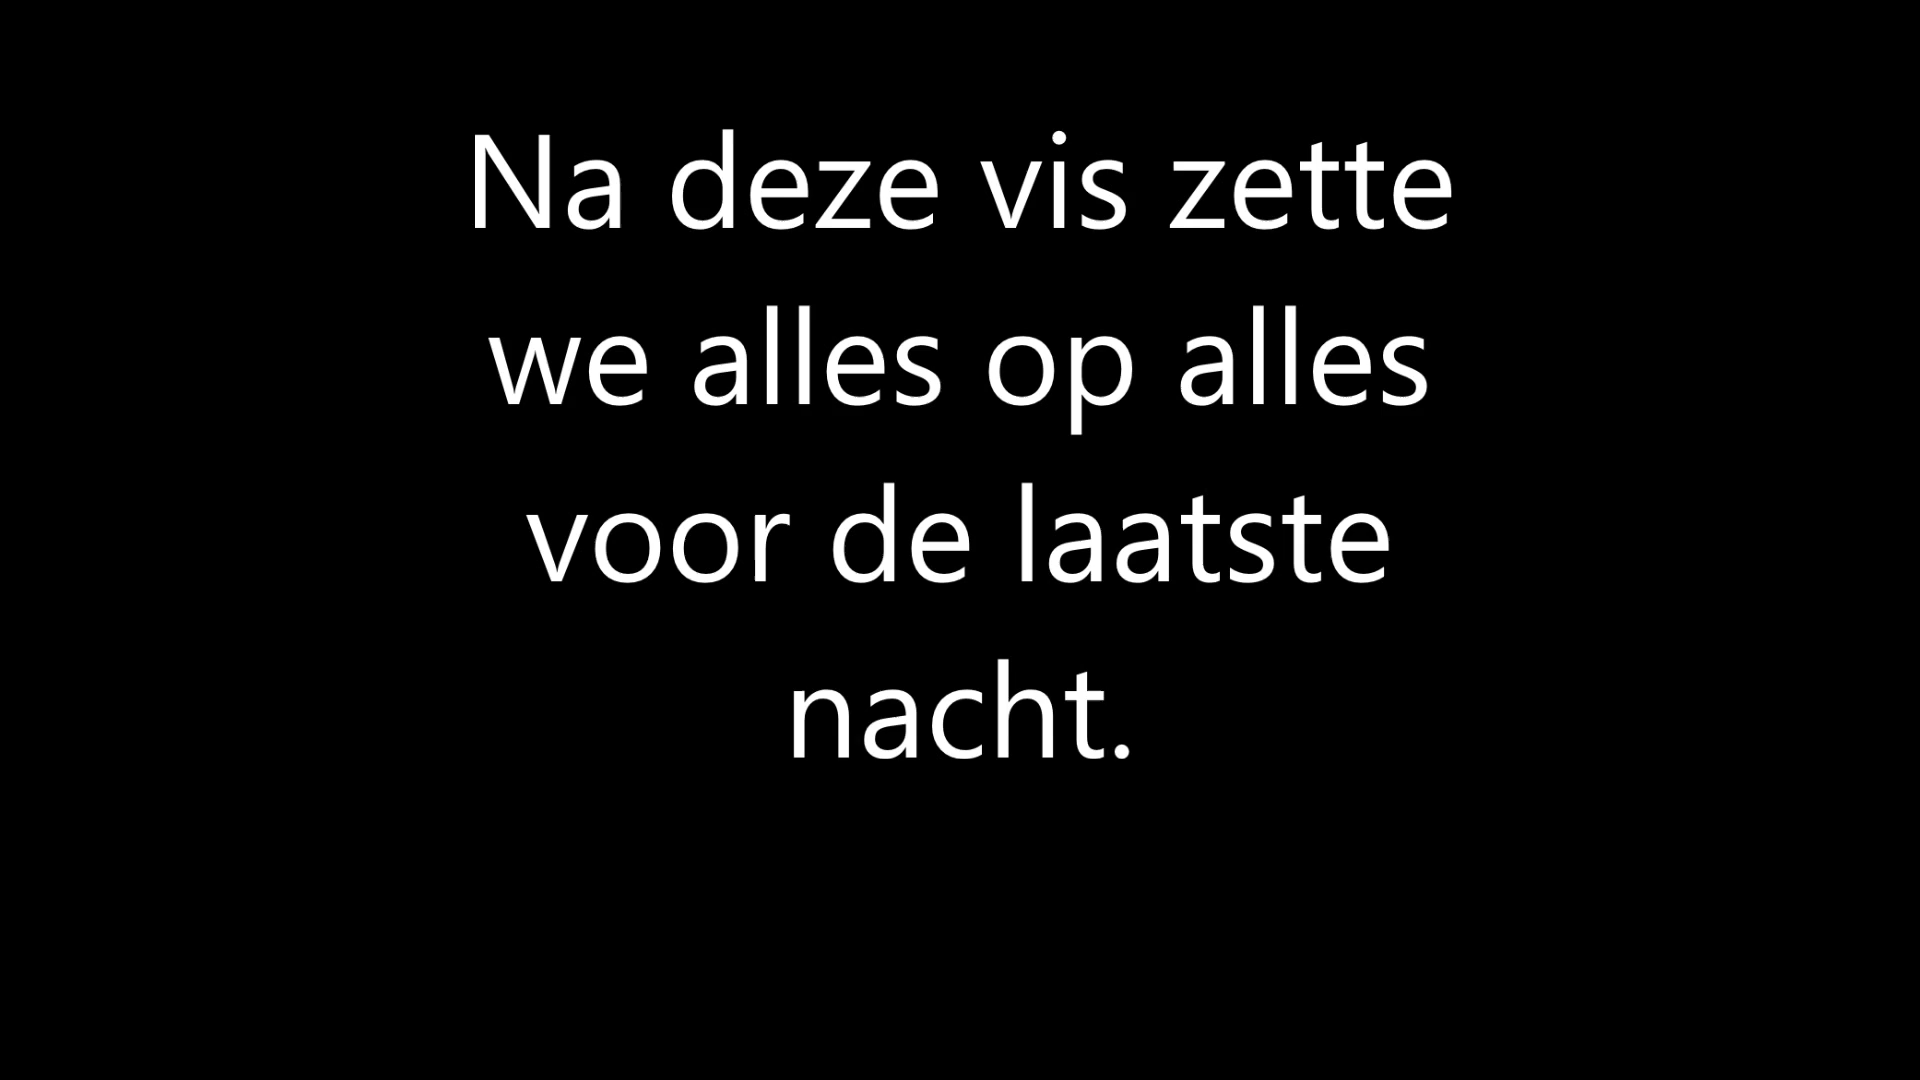 Na deze vis zette
we alles op alles
voor de laatste
nacht.